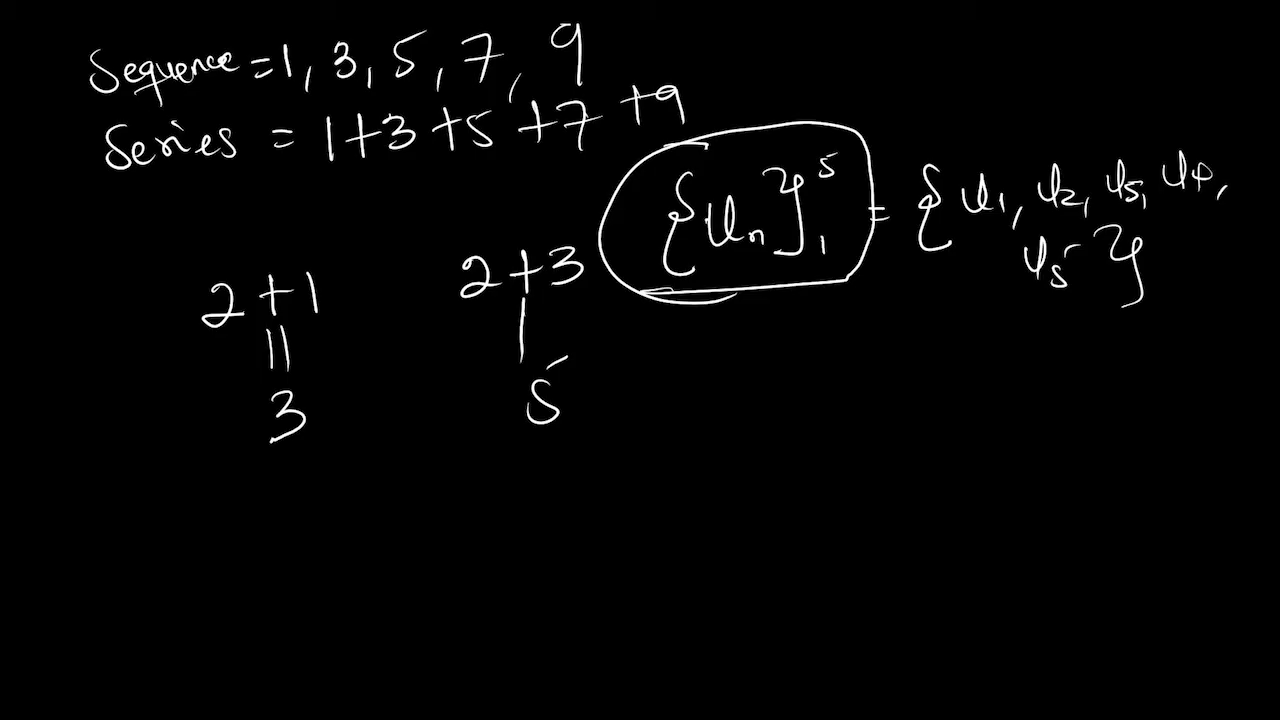 Sequence = 1, 3, 5, 7, 9
Series = 1+3+5+7+9
{Un}⁵₁ = {U1, U2, U3, U4,
U5}
2+1
||
3
2+3
|
5